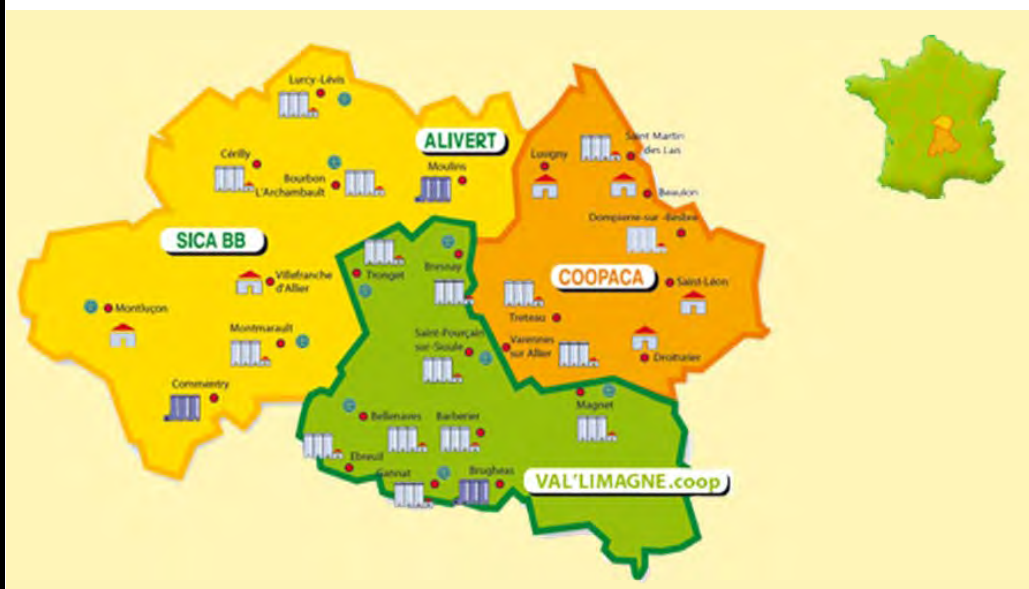 Lurcy-Lévis
ALIVERT
Saint Martin
des Lais
Cérilly
Lusigny
Moulins
Bourbon
L'Archambault
Beaulon
Dompierre-sur-Besbre
SICA BB
Tronget
Bresnay
Villefranche
d'Allier
COOPACA
Saint-Léon
Montluçon
Treteau
Montmarault
Saint-Pourçain
sur-Sioule
Varennes
sur Allier
Droiturier
Commentry
Magnet
Bellenaves
Barberier
Ebreuil
Gannat
Brugheas
VAL'LIMAGNE.coop